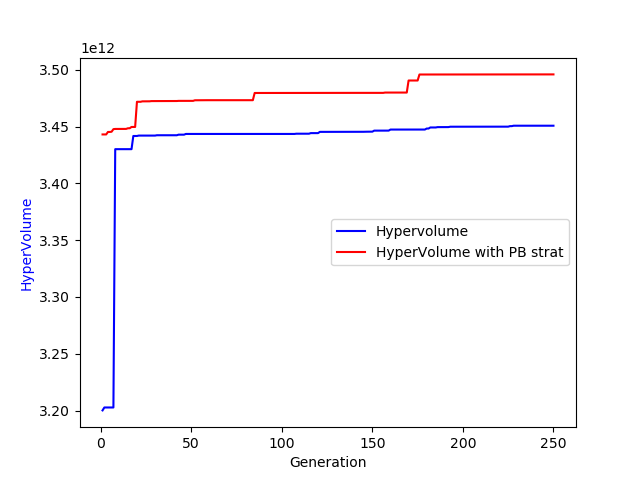 1e12
3.50
3.45
3.40
3.35
3.30
3.25
3.20
HyperVolume
Hypervolume
HyperVolume with PB strat
0 50 100 150 200 250
Generation